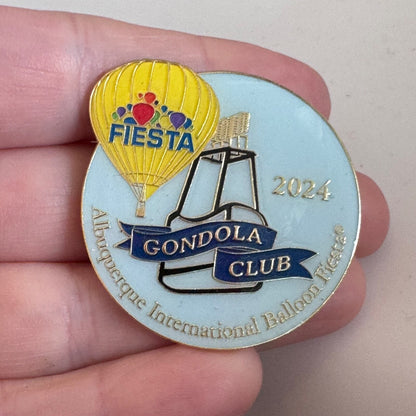 FIESTA
2024
GONDOLA
CLUB
Albuquerque International Balloon Fiesta®